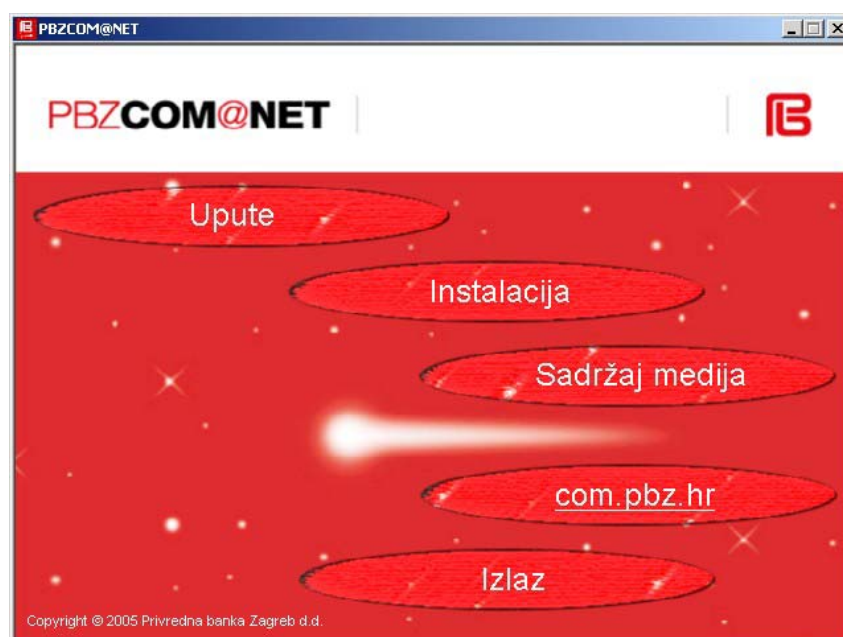 PBZCOM@NET
PBZCOM@NET
Upute
Instalacija
Sadržaj medija
com.pbz.hr
Izlaz
Copyright © 2005 Privredna banka Zagreb d.d.